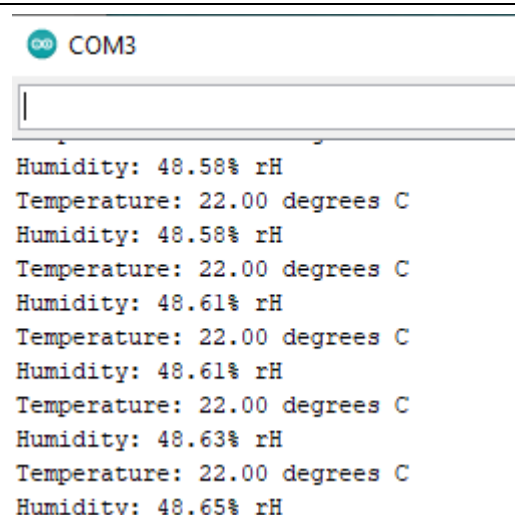 COM3
Humidity: 48.58% rH
Temperature: 22.00 degrees C
Humidity: 48.58% rH
Temperature: 22.00 degrees C
Humidity: 48.61% rH
Temperature: 22.00 degrees C
Humidity: 48.61% rH
Temperature: 22.00 degrees C
Humidity: 48.63% rH
Temperature: 22.00 degrees C
Humidity: 48.65% rH